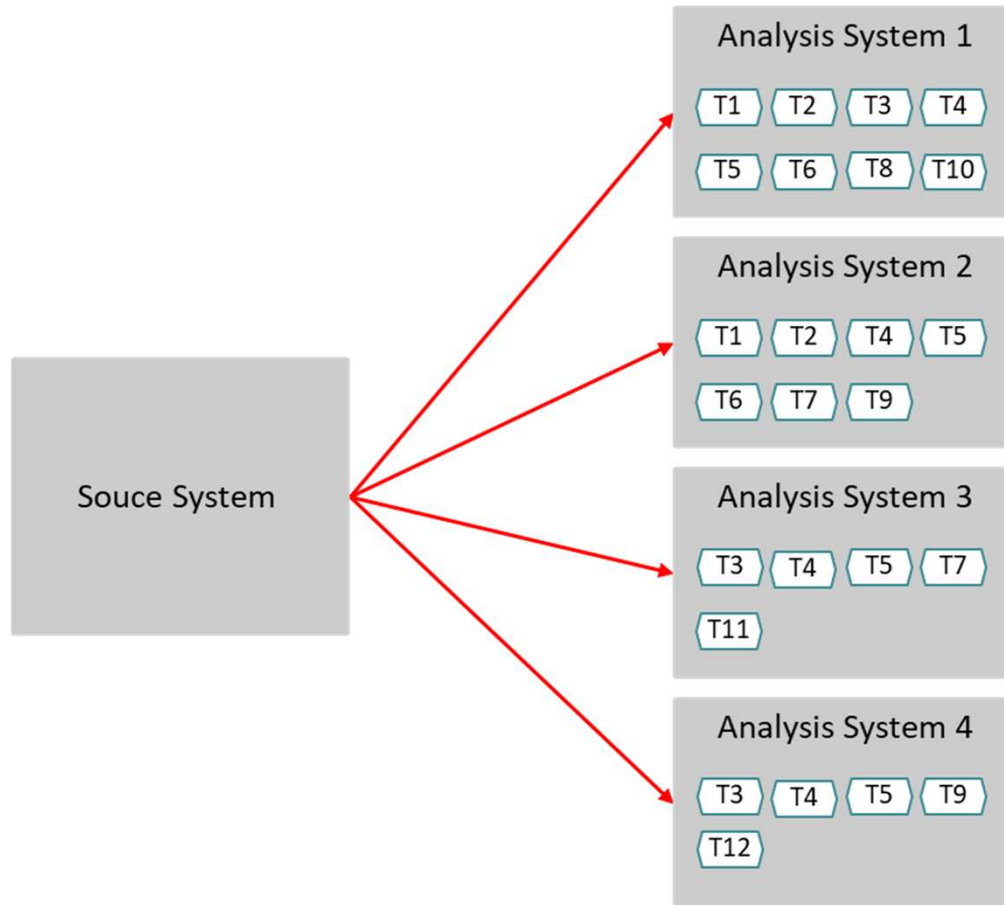 Analysis System 1
T1 T2 T3 T4
T5 T6 T8 T10
Analysis System 2
T1 T2 T4 T5
T6 T7 T9
Souce System
Analysis System 3
T3 T4 T5 T7
T11
Analysis System 4
T3 T4 T5 T9
T12